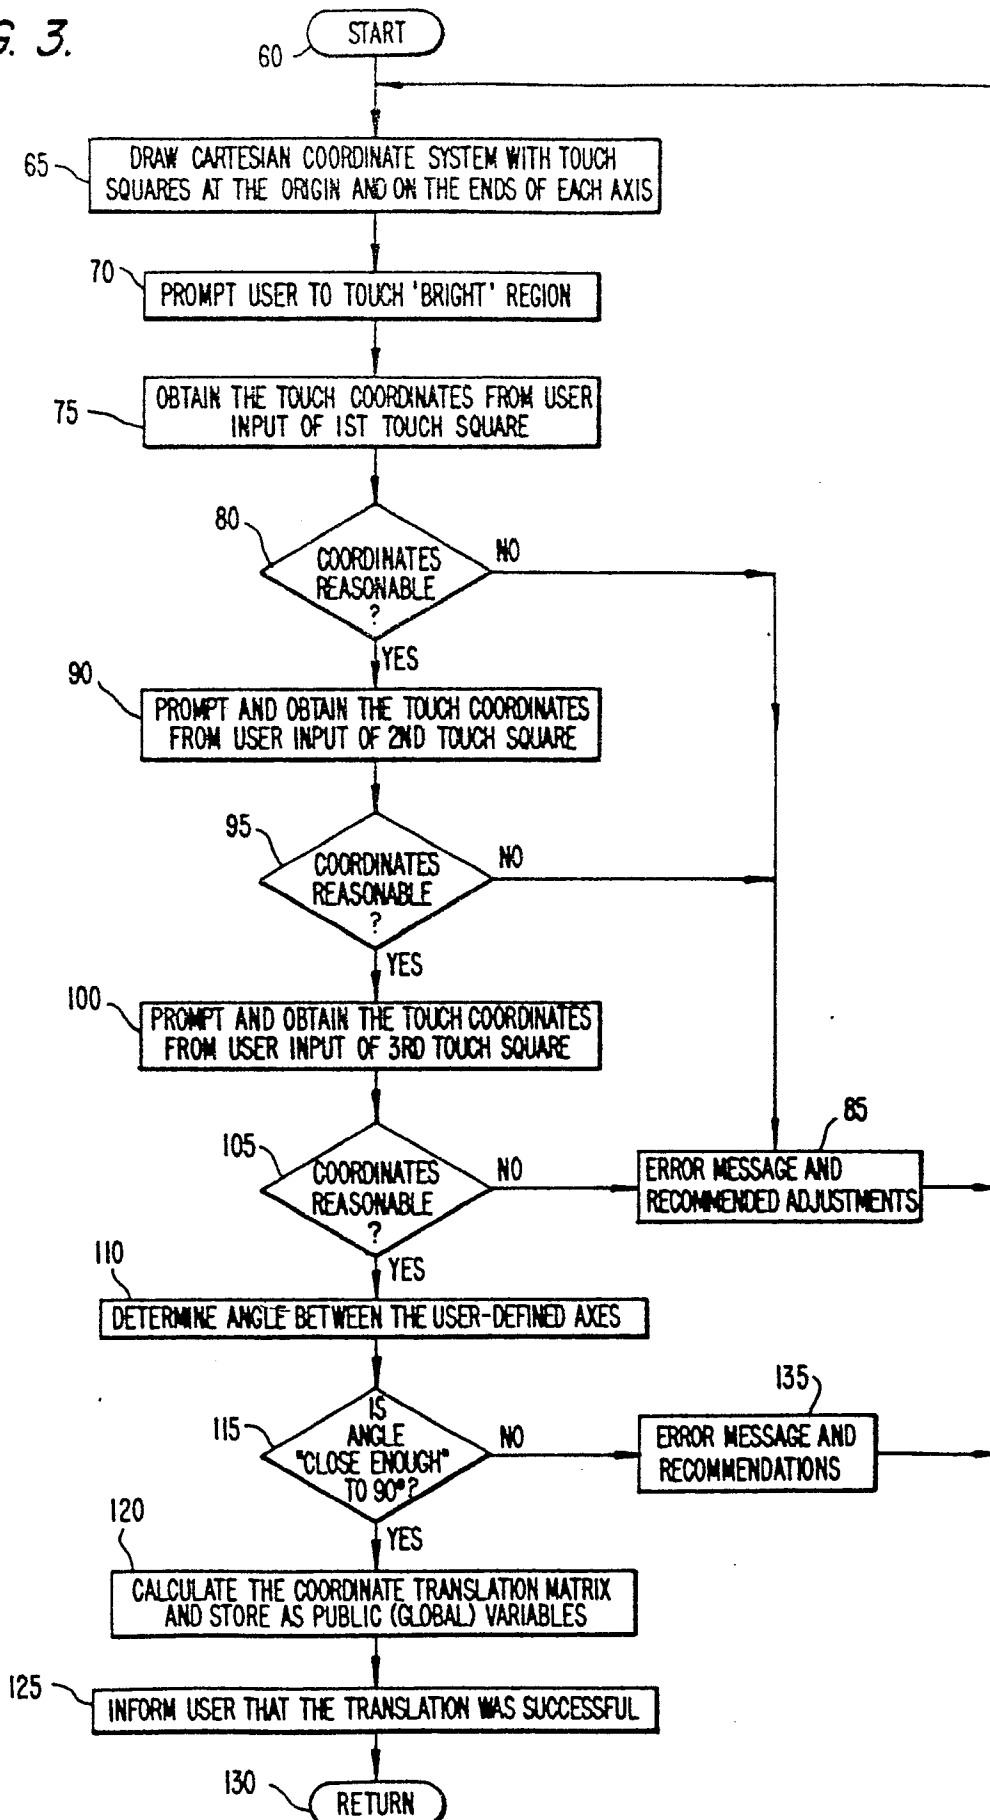 G. 3.
START
60
65
DRAW CARTESIAN COORDINATE SYSTEM WITH TOUCH
SQUARES AT THE ORIGIN AND ON THE ENDS OF EACH AXIS
70
PROMPT USER TO TOUCH 'BRIGHT' REGION
75
OBTAIN THE TOUCH COORDINATES FROM USER
INPUT OF 1ST TOUCH SQUARE
80
COORDINATES
REASONABLE
?
NO
YES
90
PROMPT AND OBTAIN THE TOUCH COORDINATES
FROM USER INPUT OF 2ND TOUCH SQUARE
95
COORDINATES
REASONABLE
?
NO
YES
100
PROMPT AND OBTAIN THE TOUCH COORDINATES
FROM USER INPUT OF 3RD TOUCH SQUARE
105
COORDINATES
REASONABLE
?
NO
85
ERROR MESSAGE AND
RECOMMENDED ADJUSTMENTS
YES
110
DETERMINE ANGLE BETWEEN THE USER-DEFINED AXES
115
IS
ANGLE
"CLOSE ENOUGH"
TO 90°?
NO
135
ERROR MESSAGE AND
RECOMMENDATIONS
YES
120
CALCULATE THE COORDINATE TRANSLATION MATRIX
AND STORE AS PUBLIC (GLOBAL) VARIABLES
125
INFORM USER THAT THE TRANSLATION WAS SUCCESSFUL
130
RETURN